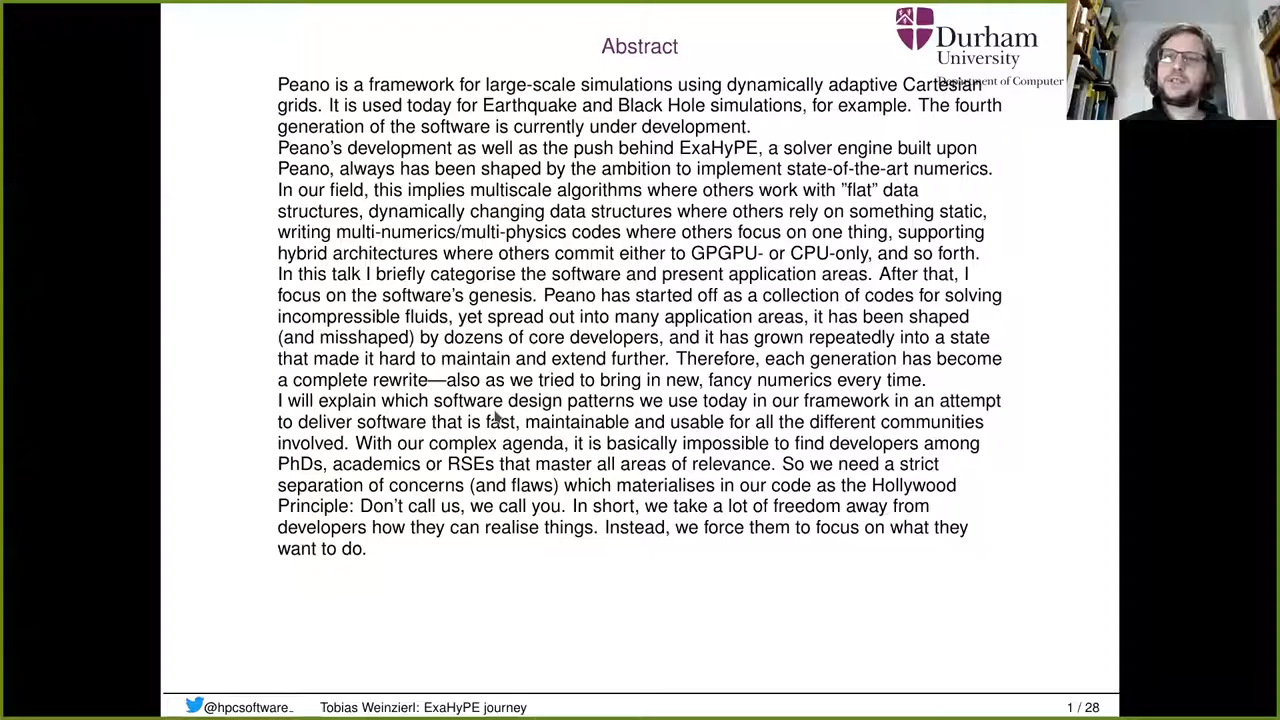 Abstract
Durham
University
Department of Computer
Peano is a framework for large-scale simulations using dynamically adaptive Cartesian
grids. It is used today for Earthquake and Black Hole simulations, for example. The fourth
generation of the software is currently under development.
Peano's development as well as the push behind ExaHyPE, a solver engine built upon
Peano, always has been shaped by the ambition to implement state-of-the-art numerics.
In our field, this implies multiscale algorithms where others work with ”flat” data
structures, dynamically changing data structures where others rely on something static,
writing multi-numerics/multi-physics codes where others focus on one thing, supporting
hybrid architectures where others commit either to GPGPU- or CPU-only, and so forth.
In this talk I briefly categorise the software and present application areas. After that, I
focus on the software's genesis. Peano has started off as a collection of codes for solving
incompressible fluids, yet spread out into many application areas, it has been shaped
(and misshaped) by dozens of core developers, and it has grown repeatedly into a state
that made it hard to maintain and extend further. Therefore, each generation has become
a complete rewrite—also as we tried to bring in new, fancy numerics every time.
I will explain which software design patterns we use today in our framework in an attempt
to deliver software that is fast, maintainable and usable for all the different communities
involved. With our complex agenda, it is basically impossible to find developers among
PhDs, academics or RSEs that master all areas of relevance. So we need a strict
separation of concerns (and flaws) which materialises in our code as the Hollywood
Principle: Don't call us, we call you. In short, we take a lot of freedom away from
developers how they can realise things. Instead, we force them to focus on what they
want to do.
@hpcsoftware_ Tobias Weinzierl: ExaHyPE journey 1 / 28